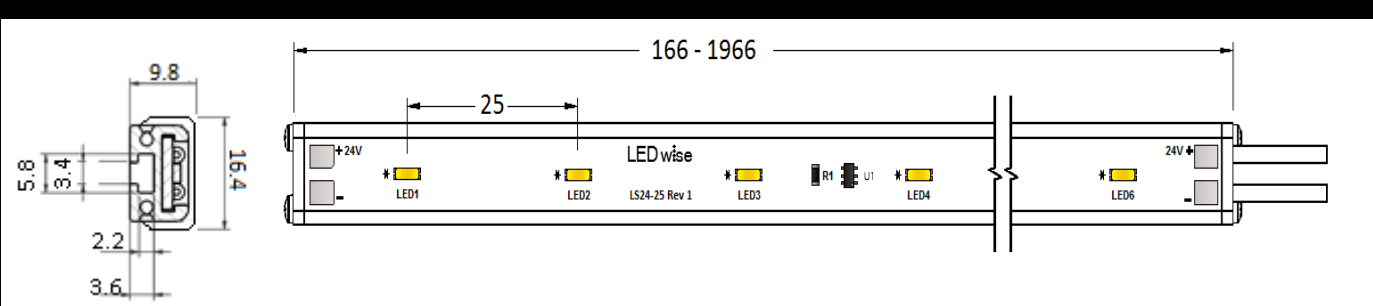 166 - 1966
9.8
25
+ 24V
LEDwise
24V +
5.8
3.4
16.4
* LED1
* LED2
LS24-25 Rev 1
* LED3
R1
U1
* LED4
* LED6
-
-
2.2
3.6